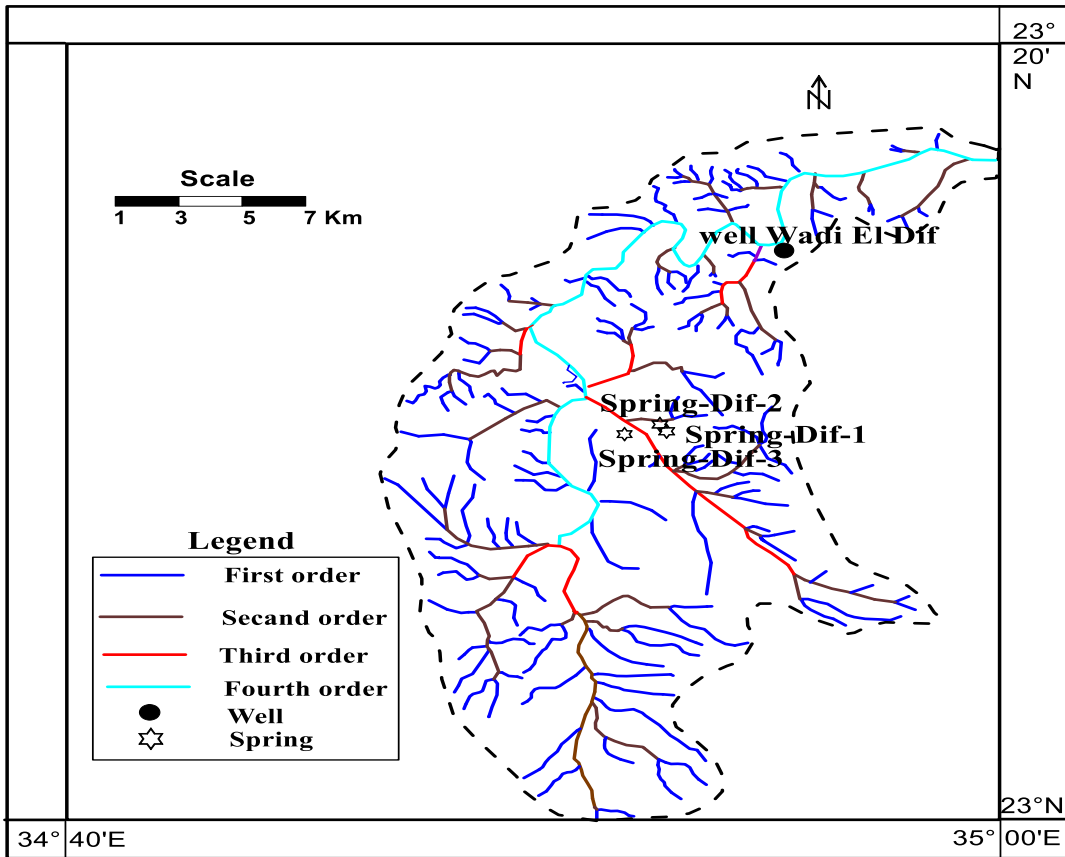 23°
20'
N
N
Scale
1 3 5 7 Km
well Wadi El Dif
Spring-Dif-2
Spring-Dif-1
Spring-Dif-3
Legend
First order
Secand order
Third order
Fourth order
Well
Spring
23°N
34° 40'E
35° 00'E